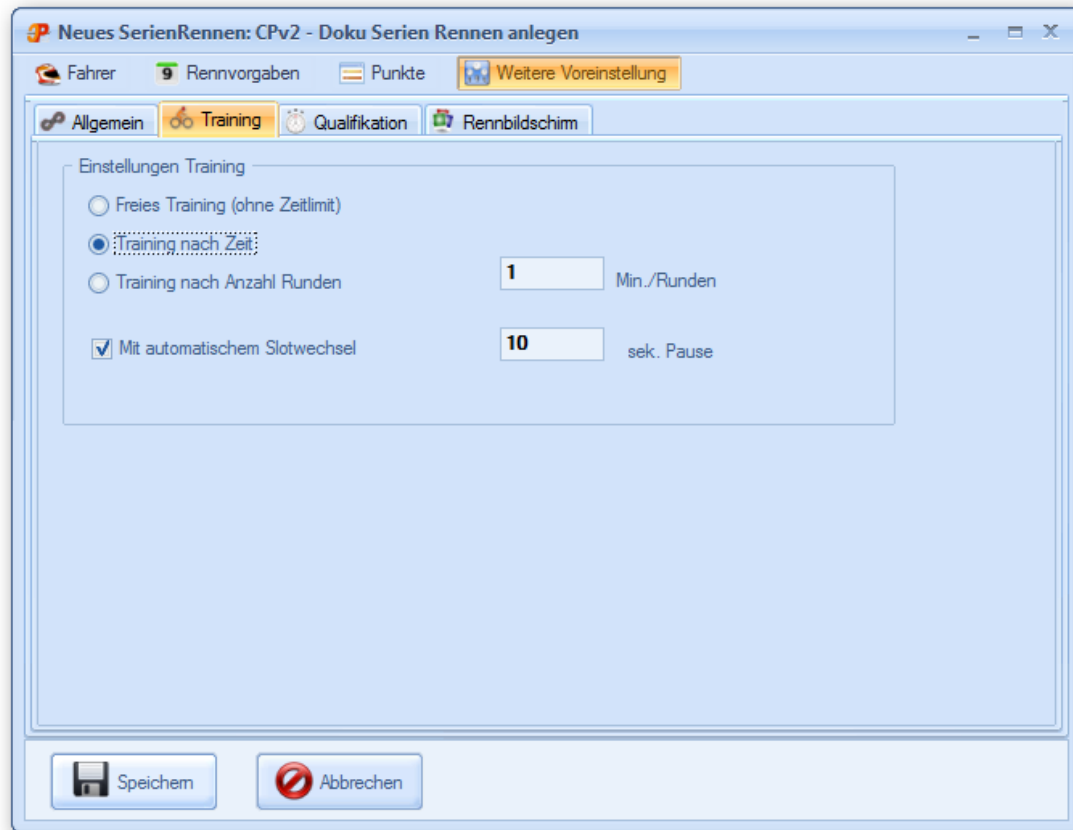 Neues SerienRennen: CPv2 - Doku Serien Rennen anlegen
Fahrer 9 Rennvorgaben Punkte Weitere Voreinstellung
Allgemein Training Qualifikation Rennbildschirm
Einstellungen Training
Freies Training (ohne Zeitlimit)
Training nach Zeit
Training nach Anzahl Runden 1 Min./Runden
Mit automatischem Slotwechsel 10 sek. Pause
Speichern Abbrechen